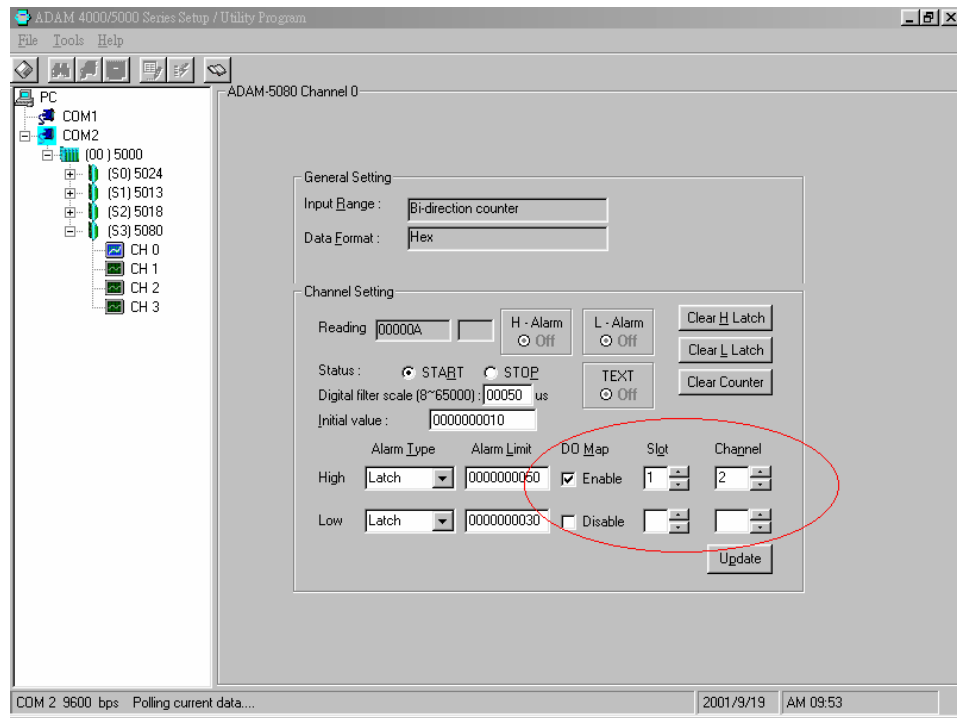 ADAM 4000/5000 Series Setup / Utility Program
File Tools Help
PC
COM1
COM2
(00 ) 5000
(S0) 5024
(S1) 5013
(S2) 5018
(S3) 5080
CH 0
CH 1
CH 2
CH 3
ADAM-5080 Channel 0
General Setting
Input Range : Bi-direction counter
Data Format : Hex
Channel Setting
Reading 00000A
H - Alarm
Off
L - Alarm
Off
Clear H Latch
Clear L Latch
Status : START STOP
TEXT
Off
Clear Counter
Digital filter scale (8~65000) : 00050 us
Initial value : 0000000010
Alarm Type Alarm Limit DO Map Slot Channel
High Latch 0000000050 Enable 1 2
Low Latch 0000000030 Disable
Update
COM 2 9600 bps Polling current data.... 2001/9/19 AM 09:53